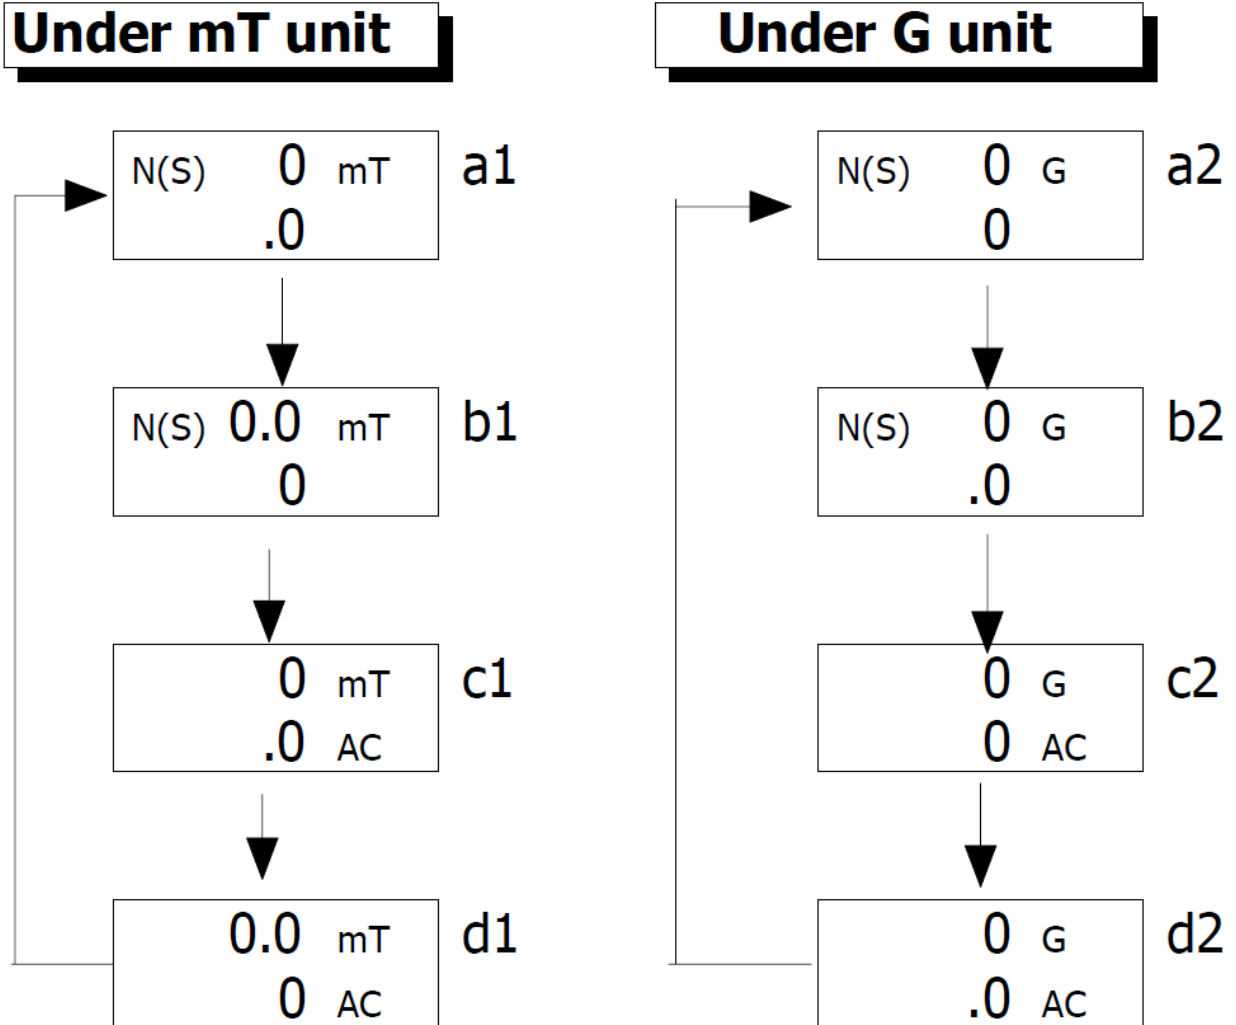 Under mT unit
Under G unit
N(S) 0 mT a1
.0
N(S) 0 G a2
0
N(S) 0.0 mT b1
0
N(S) 0 G b2
.0
0 mT c1
.0 AC
0 G c2
0 AC
0.0 mT d1
0 AC
0 G d2
.0 AC